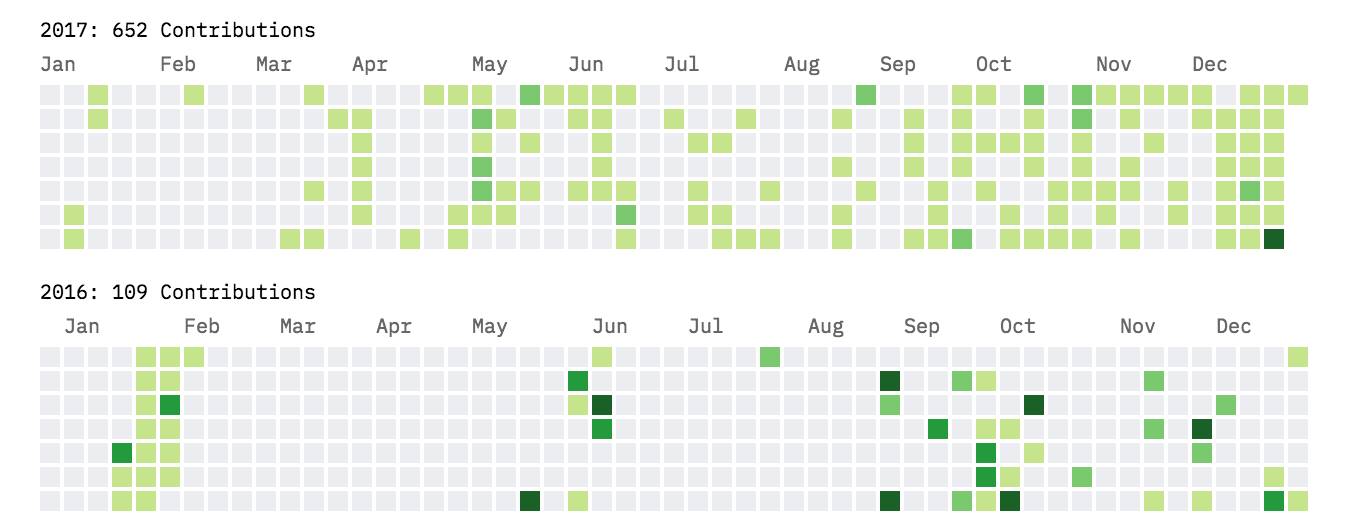 2017: 652 Contributions
Jan Feb Mar Apr May Jun Jul Aug Sep Oct Nov Dec
2016: 109 Contributions
Jan Feb Mar Apr May Jun Jul Aug Sep Oct Nov Dec